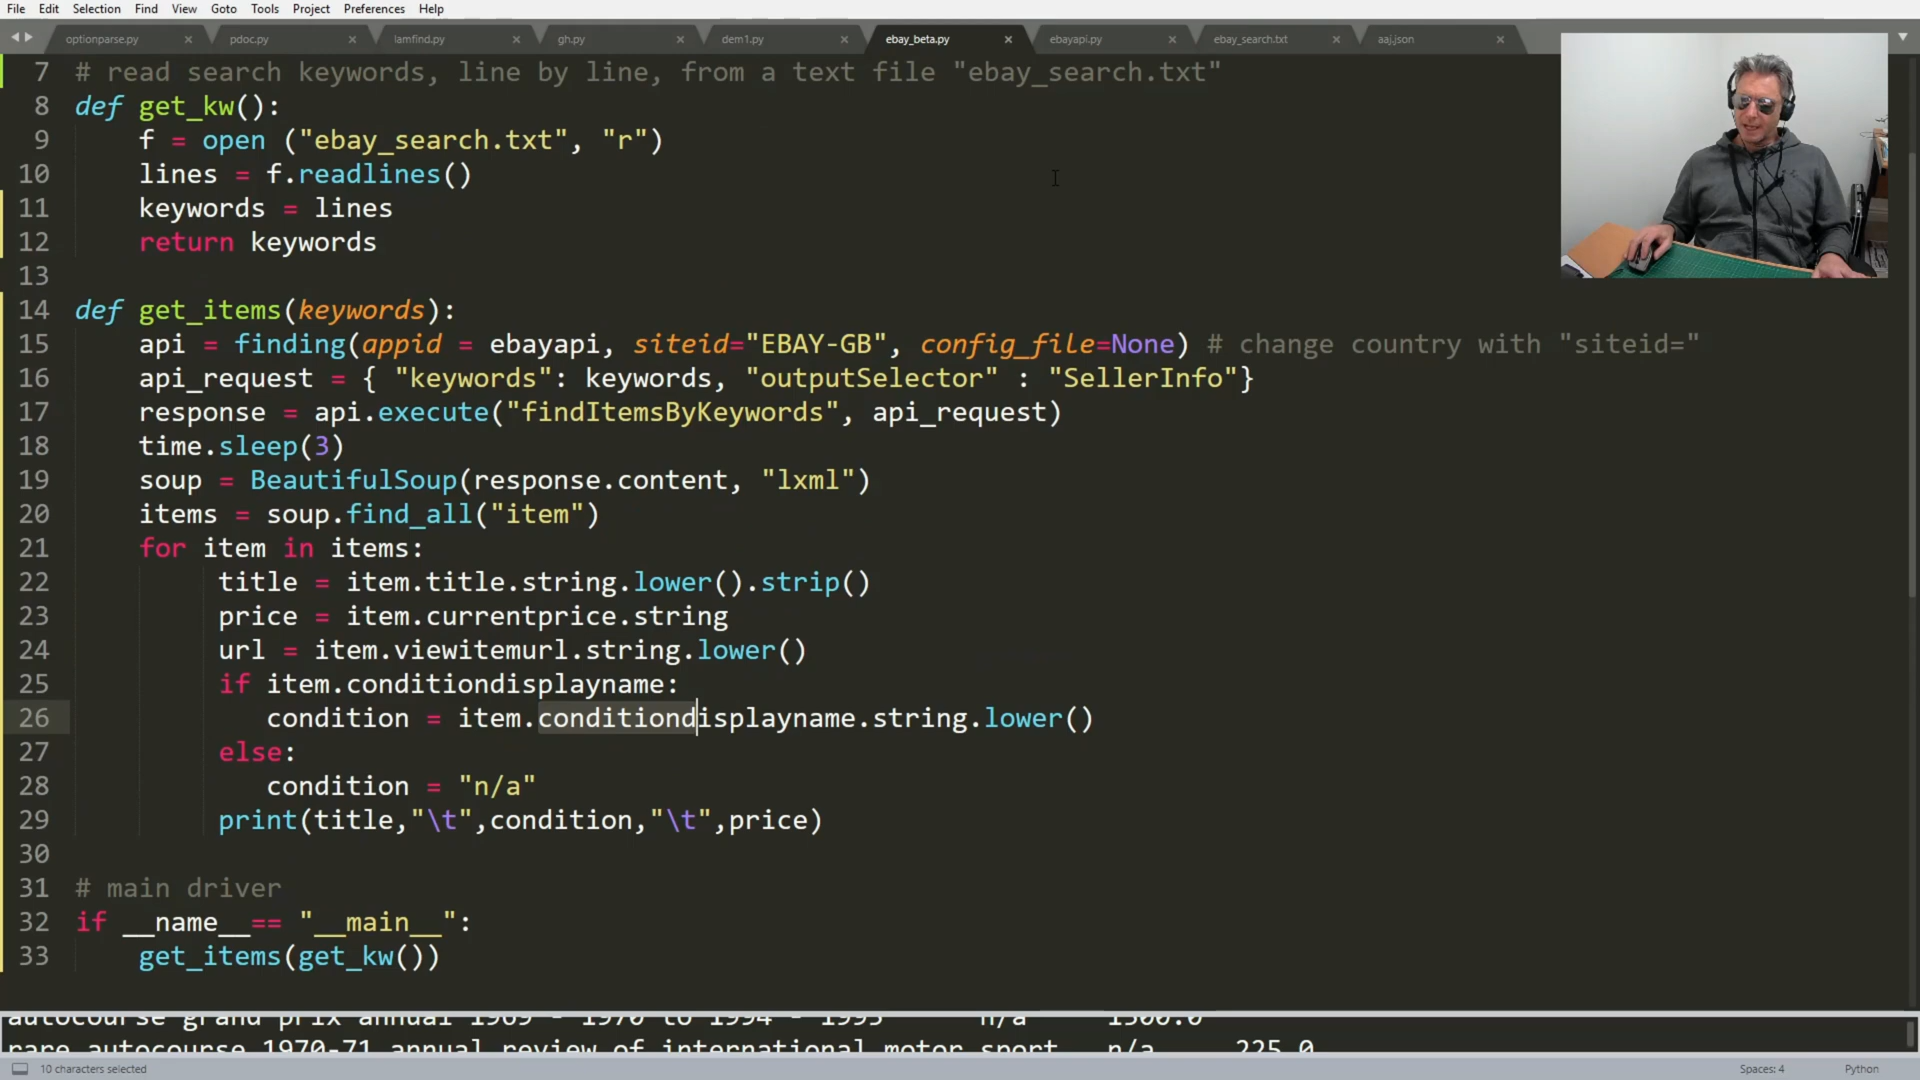 File Edit Selection Find View Goto Tools Project Preferences Help
optionparse.py × pdoc.py × lamfind.py × gh.py × dem1.py × ebay_beta.py × ebayapi.py × ebay_search.txt × aaj.json ×
7 # read search keywords, line by line, from a text file "ebay_search.txt"
8 def get_kw():
9 f = open ("ebay_search.txt", "r")
10 lines = f.readlines()
11 keywords = lines
12 return keywords
13
14 def get_items(keywords):
15 api = finding(appid = ebayapi, siteid="EBAY-GB", config_file=None) # change country with "siteid="
16 api_request = { "keywords": keywords, "outputSelector" : "SellerInfo"}
17 response = api.execute("findItemsByKeywords", api_request)
18 time.sleep(3)
19 soup = BeautifulSoup(response.content, "lxml")
20 items = soup.find_all("item")
21 for item in items:
22 title = item.title.string.lower().strip()
23 price = item.currentprice.string
24 url = item.viewitemurl.string.lower()
25 if item.conditiondisplayname:
26 condition = item.conditiondisplayname.string.lower()
27 else:
28 condition = "n/a"
29 print(title,"\t",condition,"\t",price)
30
31 # main driver
32 if __name__== "__main__":
33 get_items(get_kw())
autocourse grand prix annual 1969 - 1970 to 1994 - 1995 n/a 1500.0
rare autocourse 1970-71 annual review of international motor sport n/a 225.0
10 characters selected Spaces: 4 Python